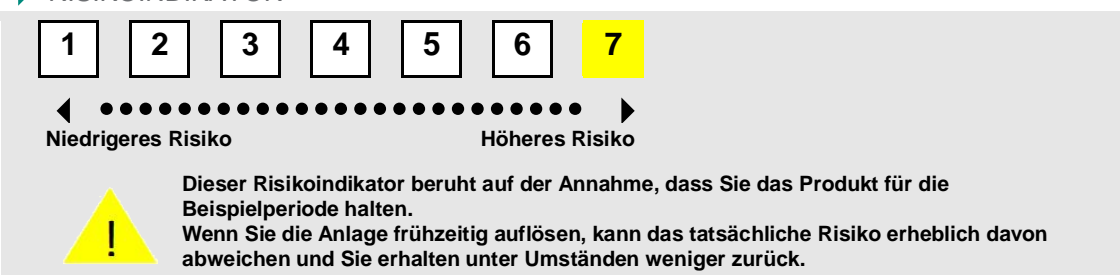 RISIKOINDIKATOR
1 2 3 4 5 6 7
Niedrigeres Risiko Höheres Risiko
Dieser Risikoindikator beruht auf der Annahme, dass Sie das Produkt für die
Beispielperiode halten.
Wenn Sie die Anlage frühzeitig auflösen, kann das tatsächliche Risiko erheblich davon
abweichen und Sie erhalten unter Umständen weniger zurück.